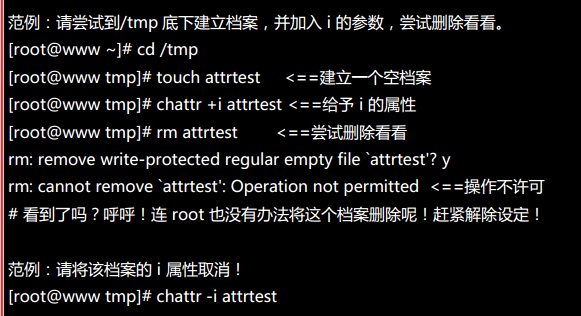 范例：请尝试到/tmp 底下建立档案，并加入 i 的参数，尝试删除看看。
[root@www ~]# cd /tmp
[root@www tmp]# touch attrtest <==建立一个空档案
[root@www tmp]# chattr +i attrtest <==给予 i 的属性
[root@www tmp]# rm attrtest <==尝试删除看看
rm: remove write-protected regular empty file `attrtest'? y
rm: cannot remove `attrtest': Operation not permitted <==操作不许可
# 看到了吗？呼呼！连 root 也没有办法将这个档案删除呢！赶紧解除设定！
范例：请将该档案的 i 属性取消！
[root@www tmp]# chattr -i attrtest